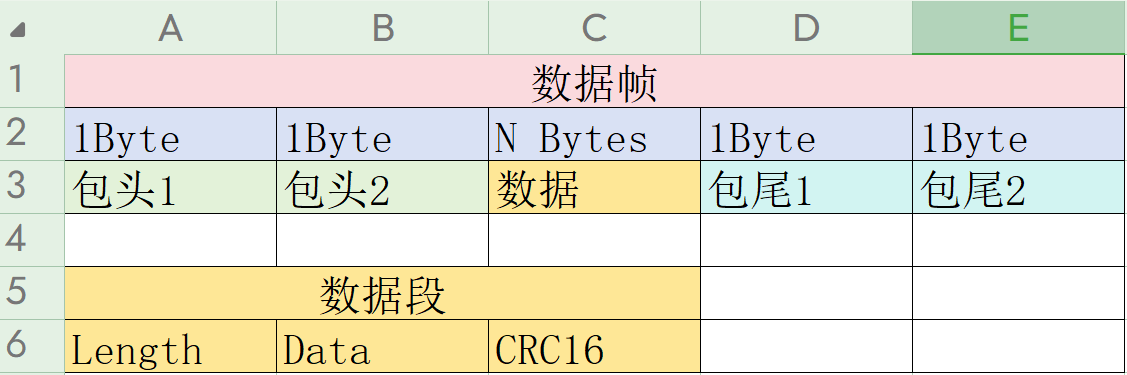 A B C D E
1 数据帧
2 1Byte 1Byte N Bytes 1Byte 1Byte
3 包头1 包头2 数据 包尾1 包尾2
4
5 数据段
6 Length Data CRC16